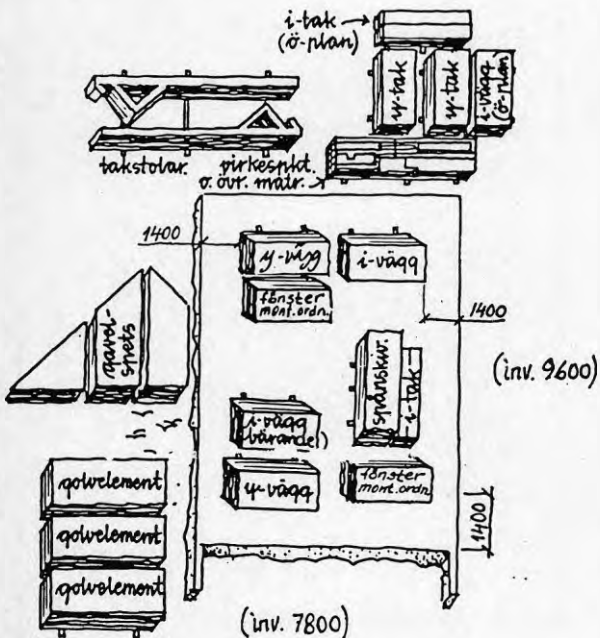 i-tak
(ö-plan)
y-tak
y-tak
i-vägg
(ö-plan)
takstolar.
virkespkt.
o. övr. matr.
1400
y-vägg
i-vägg
fönster
mont.ordn.
1400
gavel-
spets
(inv. 9600)
spånskiv.
i-tak
i-vägg
(bärande)
y-vägg
fönster
mont.ordn.
golvelement
golvelement
golvelement
1400
(inv. 7800)